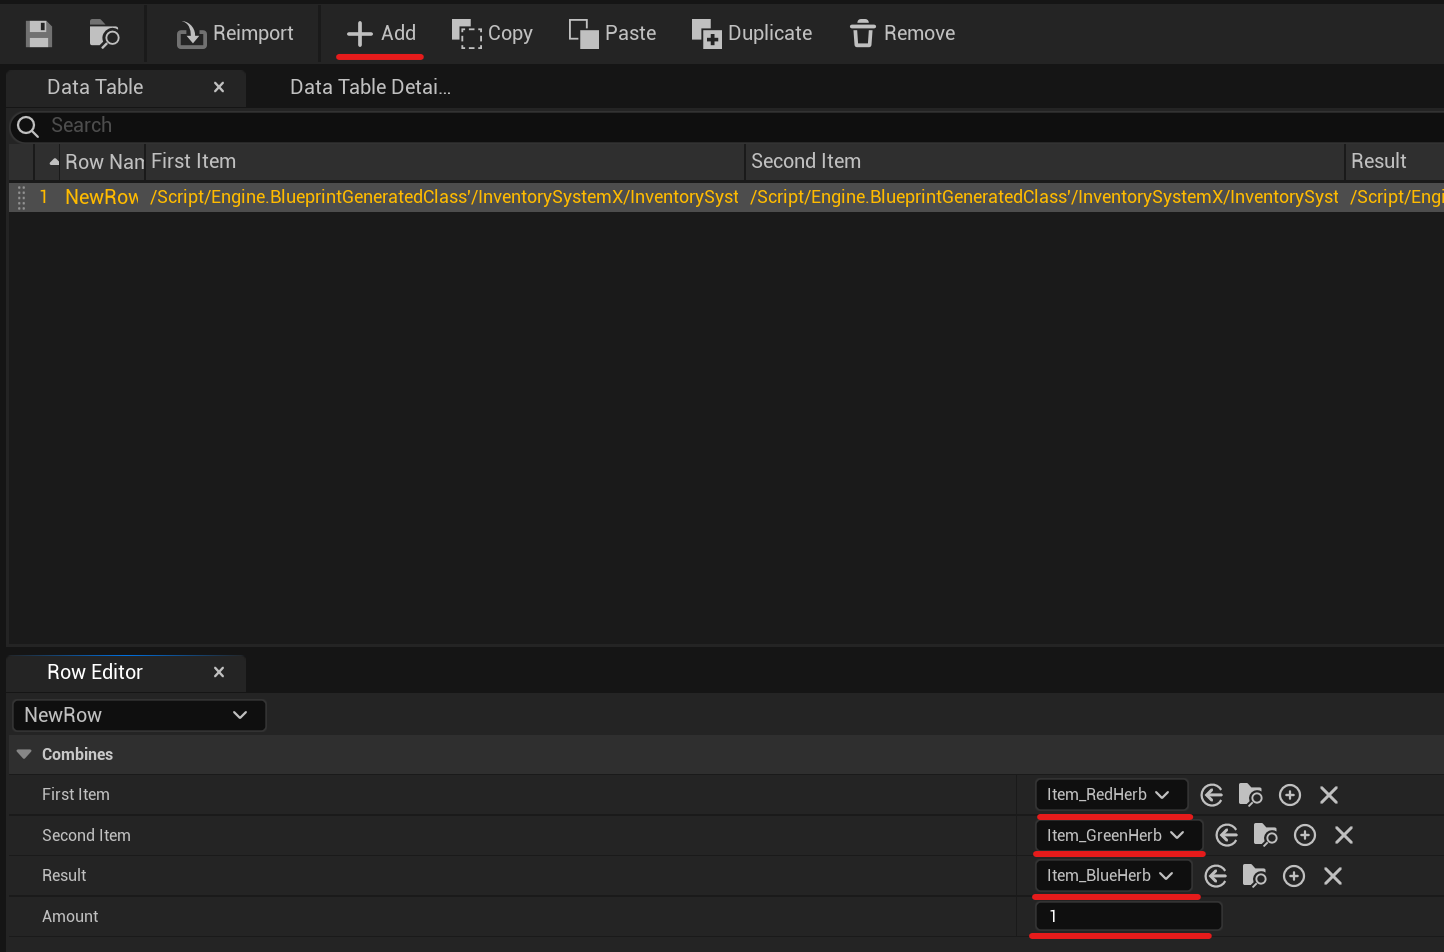 Reimport Add Copy Paste Duplicate Remove
Data Table Data Table Detai...
Search
Row Nan First Item Second Item Result
1 NewRow /Script/Engine.BlueprintGeneratedClass'/InventorySystemX/InventorySyst /Script/Engine.BlueprintGeneratedClass'/InventorySystemX/InventorySyst /Script/Engi
Row Editor
NewRow
Combines
First Item Item_RedHerb
Second Item Item_GreenHerb
Result Item_BlueHerb
Amount 1